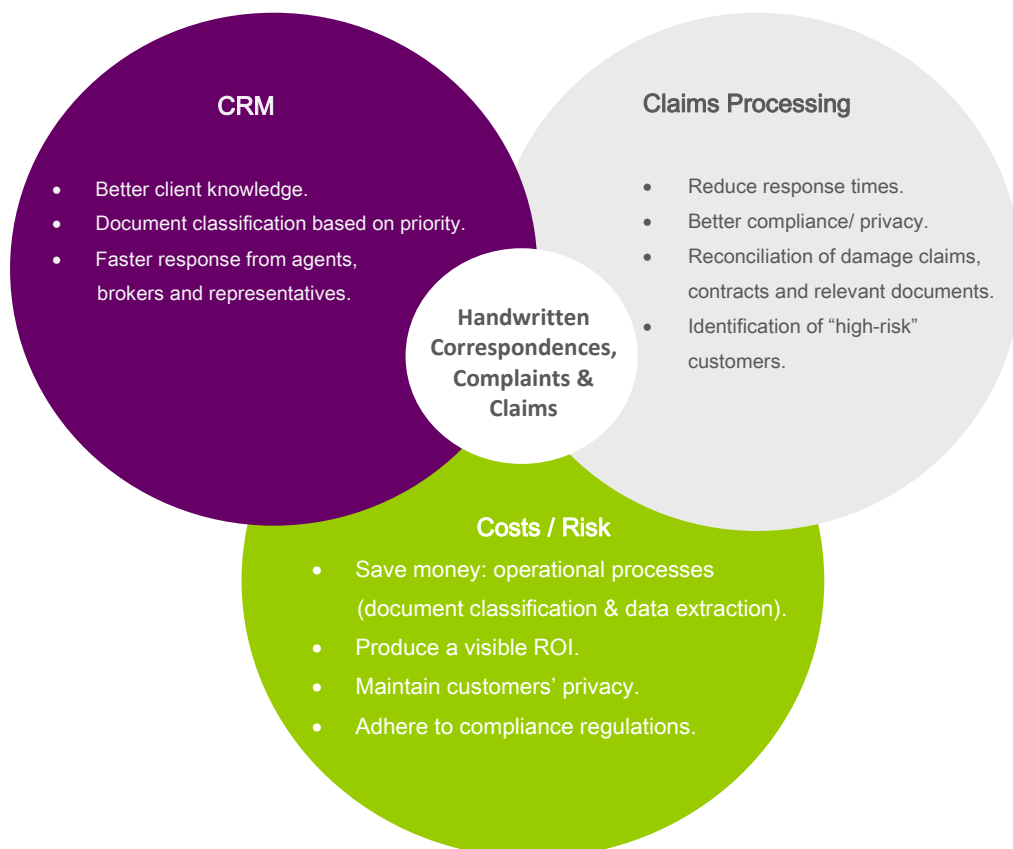 CRM
• Better client knowledge.
• Document classification based on priority.
• Faster response from agents,
brokers and representatives.
Claims Processing
• Reduce response times.
• Better compliance/ privacy.
• Reconciliation of damage claims,
contracts and relevant documents.
• Identification of “high-risk”
customers.
Handwritten
Correspondences,
Complaints &
Claims
Costs / Risk
• Save money: operational processes
(document classification & data extraction).
• Produce a visible ROI.
• Maintain customers’ privacy.
• Adhere to compliance regulations.